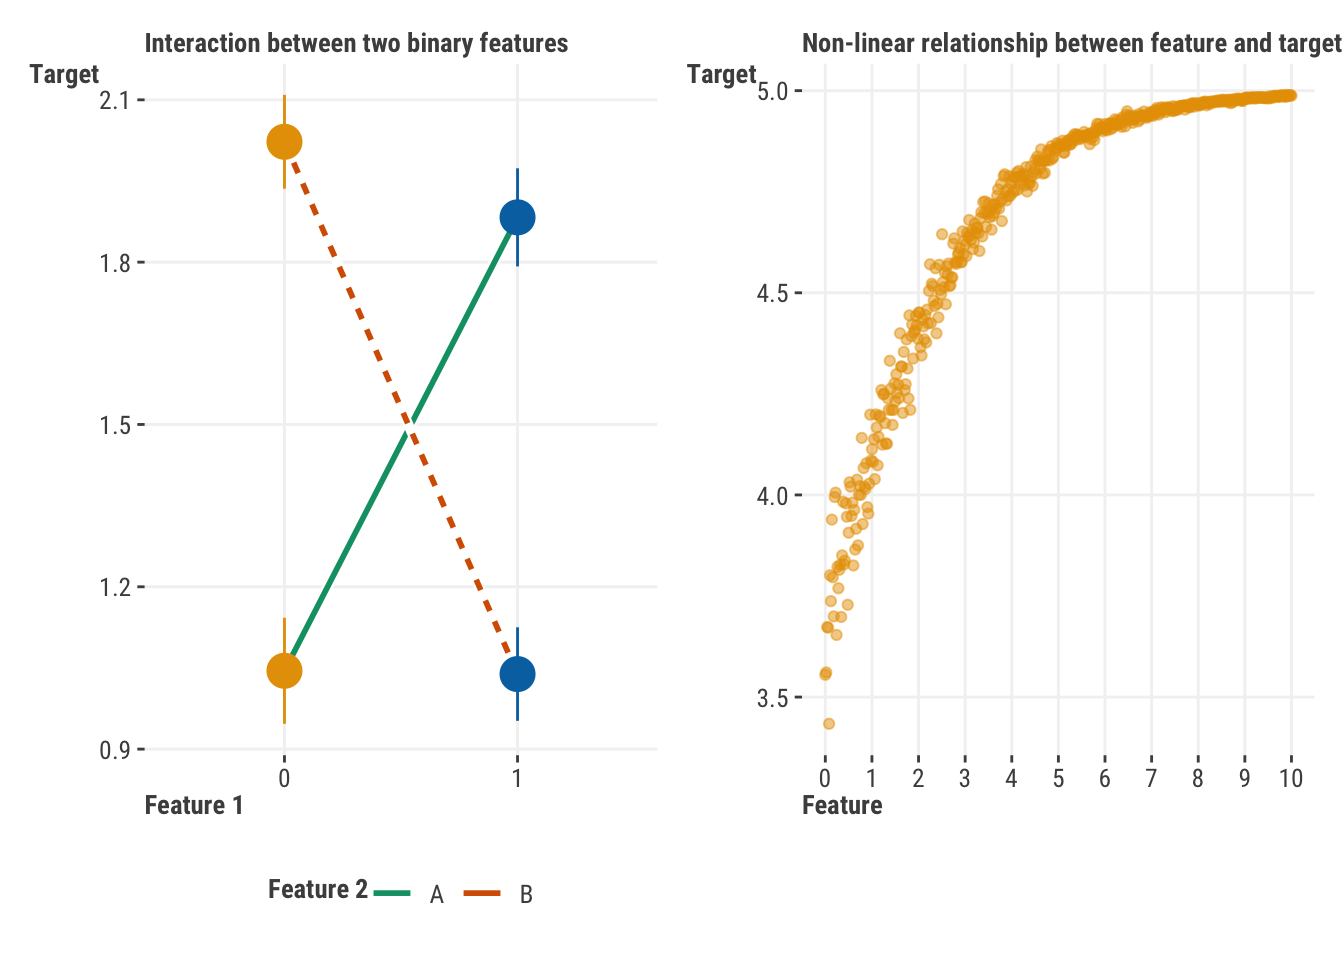 Interaction between two binary features
Target
2.1
1.8
1.5
1.2
0.9
0 1
Feature 1
Feature 2 A B
Non-linear relationship between feature and target
Target
5.0
4.5
4.0
3.5
0 1 2 3 4 5 6 7 8 9 10
Feature